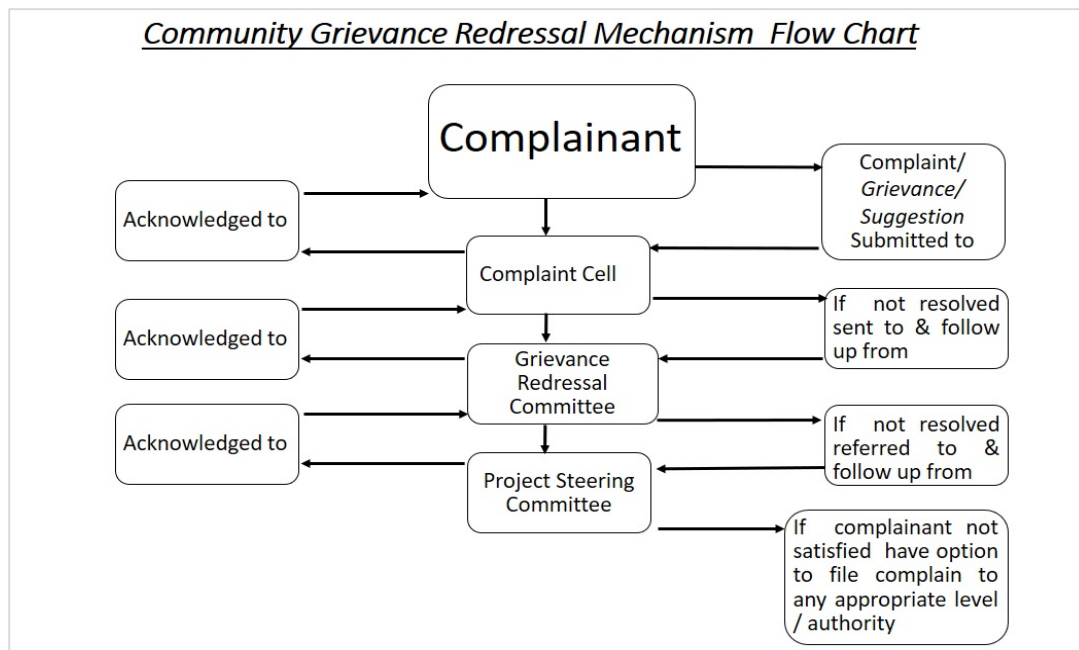 Community Grievance Redressal Mechanism Flow Chart
Complainant
Complaint/
Grievance/
Suggestion
Submitted to
Acknowledged to
Complaint Cell
If not resolved
sent to & follow
up from
Acknowledged to
Grievance
Redressal
Committee
If not resolved
referred to &
follow up from
Acknowledged to
Project Steering
Committee
If complainant not
satisfied have option
to file complain to
any appropriate level
/ authority